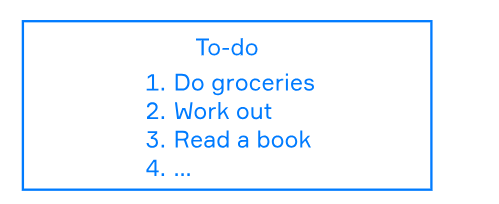 To-do
1. Do groceries
2. Work out
3. Read a book
4. ...